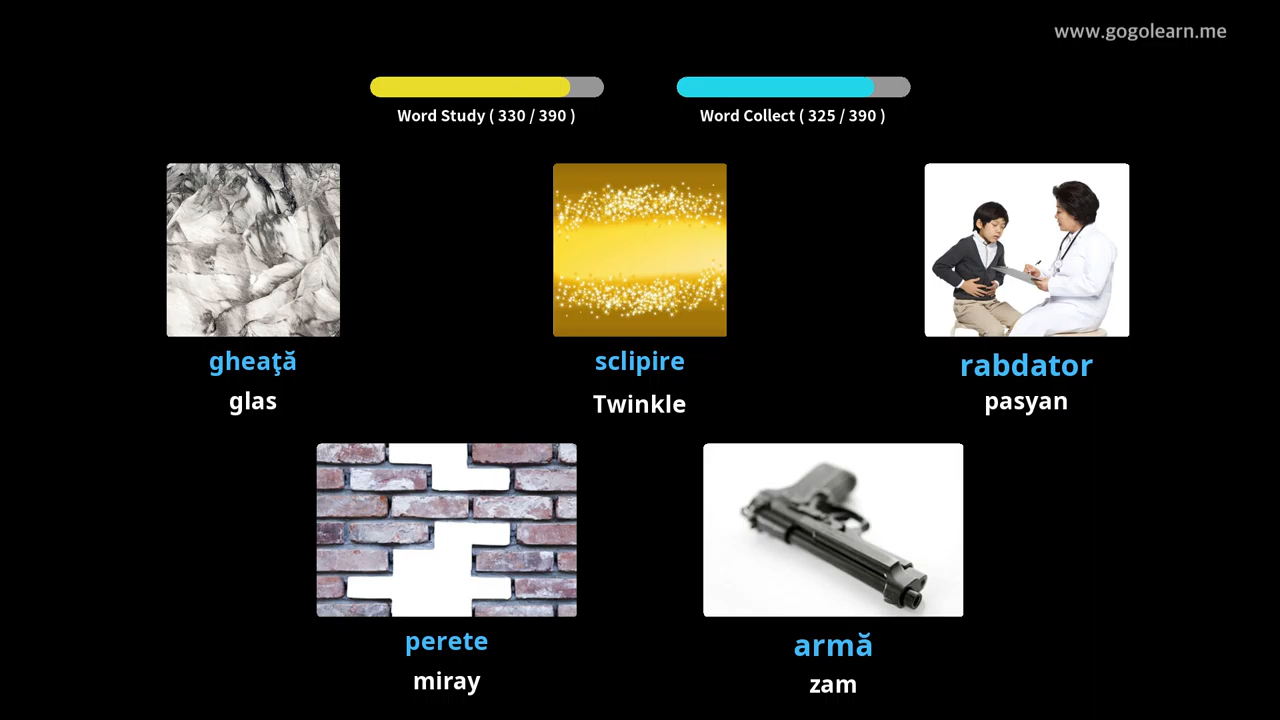 www.gogolearn.me
Word Study ( 330 / 390 )
Word Collect ( 325 / 390 )
gheaţă
glas
sclipire
Twinkle
rabdator
pasyan
perete
miray
armă
zam